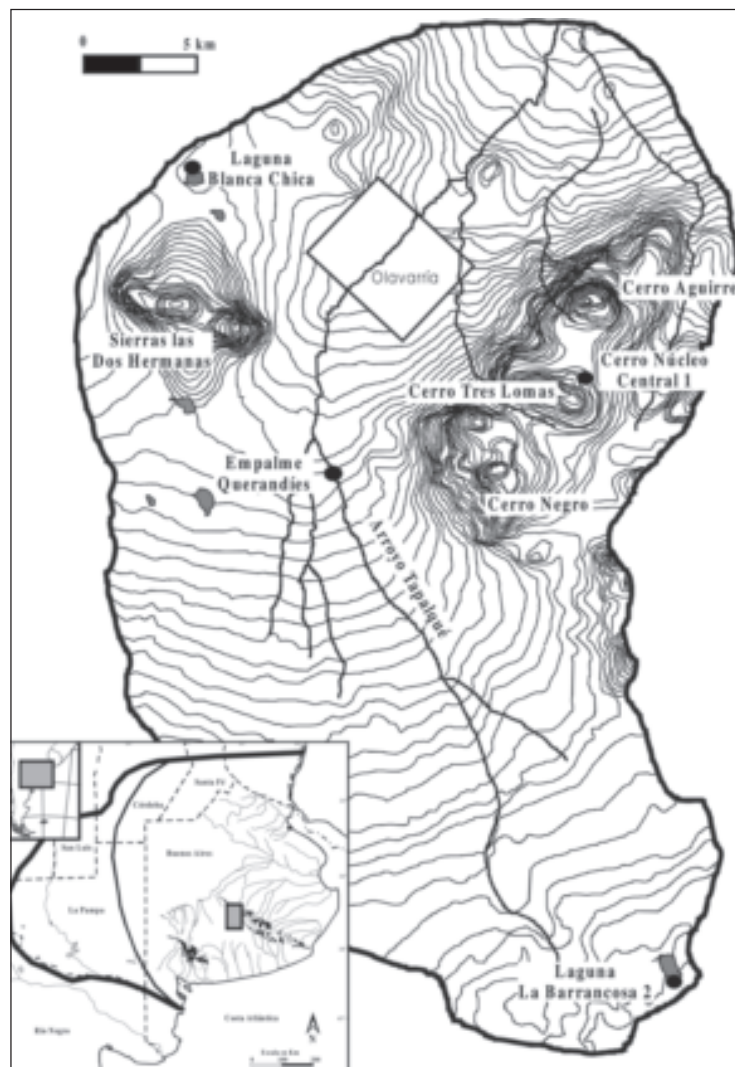 0 5 km
Laguna
Blanca Chica
Olavarría
Cerro Aguirre
Sierras las
Dos Hermanas
Cerro Núcleo
Central 1
Cerro Tres Lomas
Empalme
Querandíes
Cerro Negro
Arroyo Tapalqué
Santa Fé
Córdoba
San Luis
Buenos Aires
La Pampa
Laguna
La Barrancosa 2
Costa Atlántica
N
Río Negro